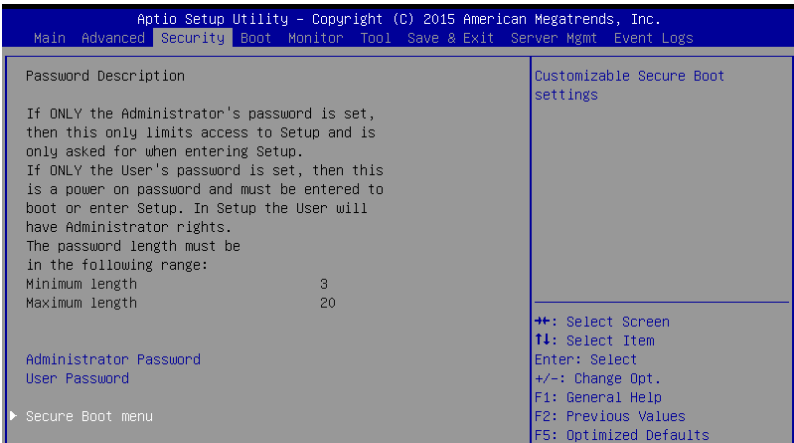 Aptio Setup Utility – Copyright (C) 2015 American Megatrends, Inc.
Main Advanced Security Boot Monitor Tool Save & Exit Server Mgmt Event Logs
Password Description
If ONLY the Administrator's password is set,
then this only limits access to Setup and is
only asked for when entering Setup.
If ONLY the User's password is set, then this
is a power on password and must be entered to
boot or enter Setup. In Setup the User will
have Administrator rights.
The password length must be
in the following range:
Minimum length 3
Maximum length 20
Administrator Password
User Password
▶ Secure Boot menu
Customizable Secure Boot
settings
→←: Select Screen
↑↓: Select Item
Enter: Select
+/-: Change Opt.
F1: General Help
F2: Previous Values
F5: Optimized Defaults